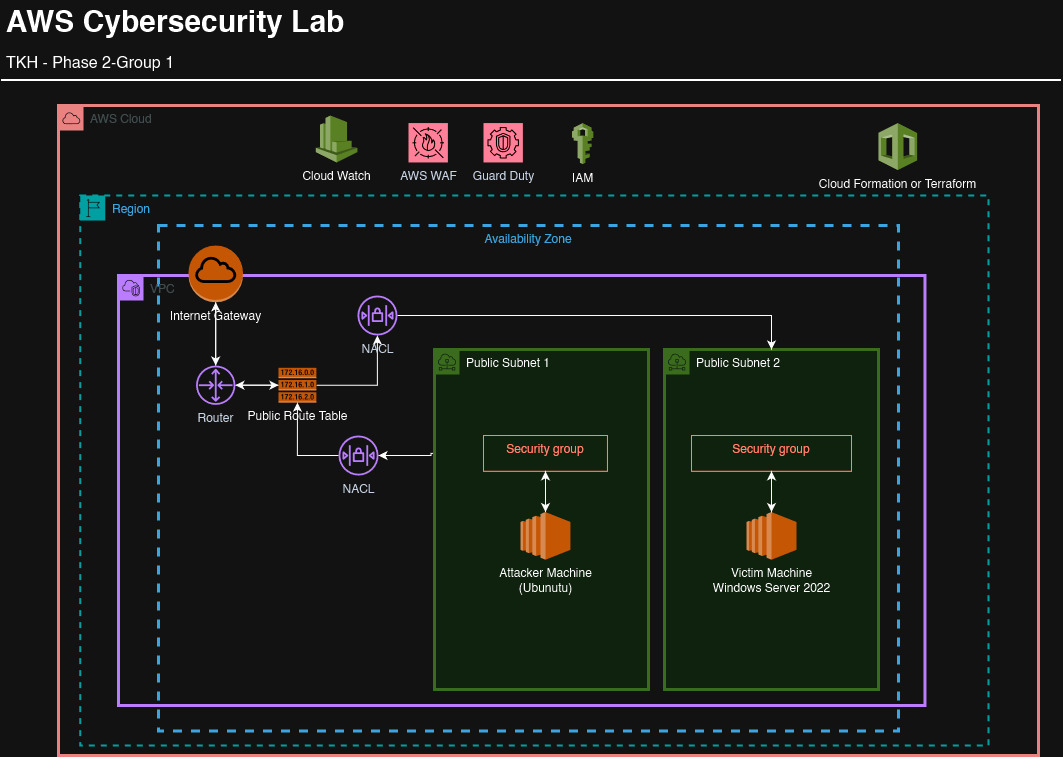 AWS Cybersecurity Lab
TKH - Phase 2-Group 1
AWS Cloud
Cloud Watch
AWS WAF
Guard Duty
IAM
Cloud Formation or Terraform
Region
Availability Zone
VPC
Internet Gateway
NACL
Public Subnet 1
Public Subnet 2
172.16.0.0
172.16.1.0
172.16.2.0
Router
Public Route Table
Security group
Security group
NACL
Attacker Machine
(Ubunutu)
Victim Machine
Windows Server 2022